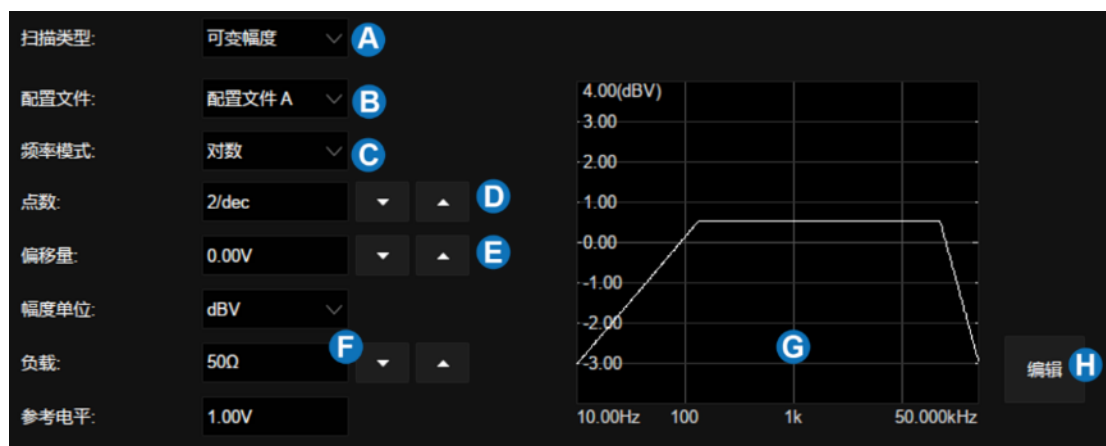 扫描类型: 可变幅度 A
配置文件: 配置文件 A B
频率模式: 对数 C
点数: 2/dec D
偏移量: 0.00V E
幅度单位: dBV
负载: 50Ω F
参考电平: 1.00V
4.00(dBV)
3.00
2.00
1.00
-0.00
-1.00
-2.00
-3.00
G
10.00Hz 100 1k 50.000kHz
编辑 H